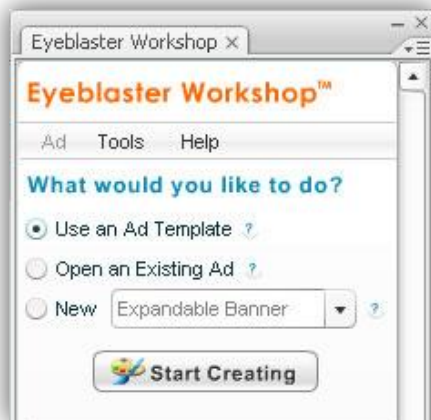 Eyeblaster Workshop ×
Eyeblaster Workshop™
Ad Tools Help
What would you like to do?
Use an Ad Template ?
Open an Existing Ad ?
New Expandable Banner ?
Start Creating